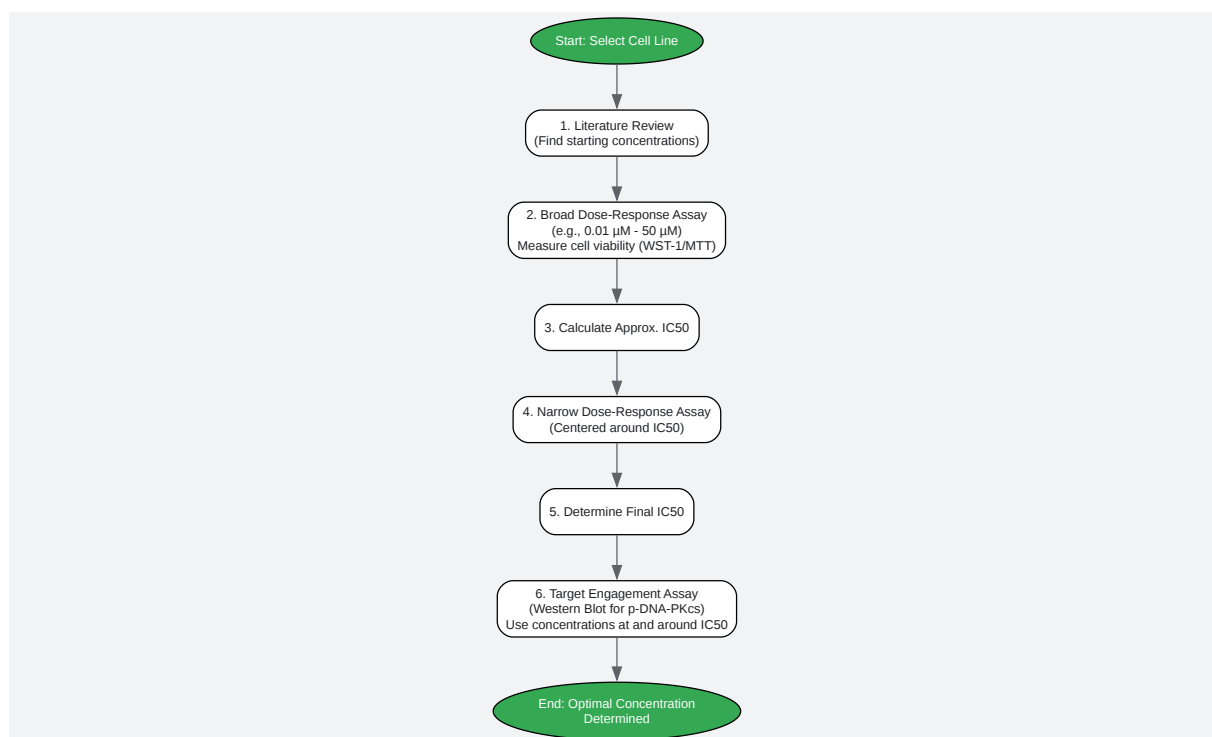 Start: Select Cell Line
1. Literature Review
(Find starting concentrations)
2. Broad Dose-Response Assay
(e.g., 0.01 µM - 50 µM)
Measure cell viability (WST-1/MTT)
3. Calculate Approx. IC50
4. Narrow Dose-Response Assay
(Centered around IC50)
5. Determine Final IC50
6. Target Engagement Assay
(Western Blot for p-DNA-PKcs)
Use concentrations at and around IC50
End: Optimal Concentration
Determined